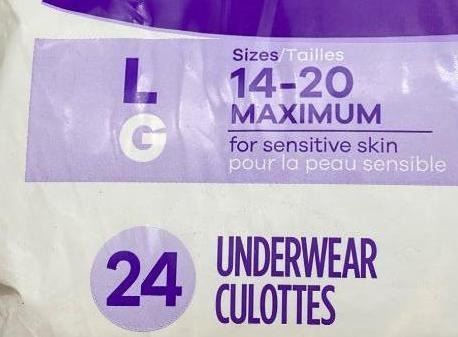 L
G
Sizes/Tailles
14-20
MAXIMUM
for sensitive skin
pour la peau sensible
24
UNDERWEAR
CULOTTES